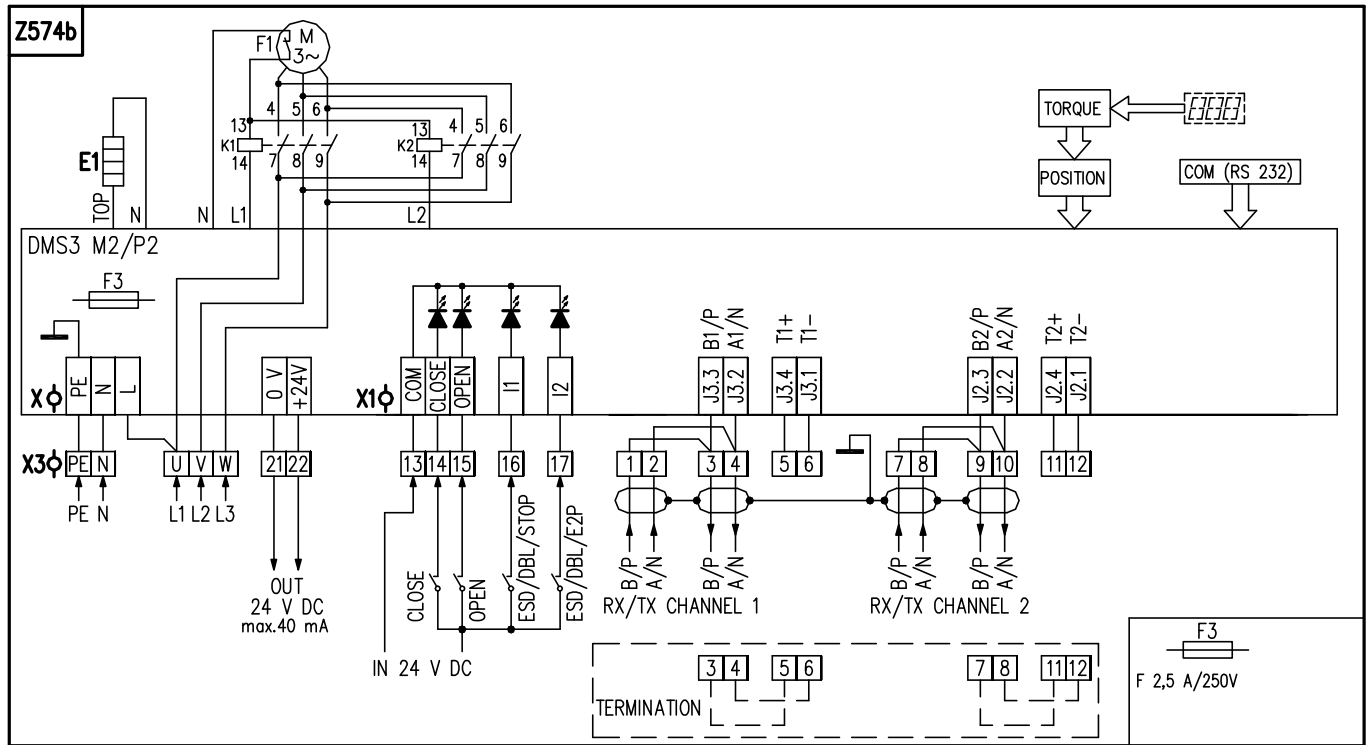 Z574b
F1 M
3~
4 5 6
13
K1
14
7 8 9
4 5 6
13
K2
14
7 8 9
E1
TOP N N L1 L2
TORQUE
POSITION
COM (RS 232)
DMS3 M2/P2
F3
X
PE N L
0 V +24V
X1
COM CLOSE OPEN I1 I2
B1/P A1/N T1+ T1-
J3.3 J3.2 J3.4 J3.1
B2/P A2/N T2+ T2-
J2.3 J2.2 J2.4 J2.1
X3 PE N U V W 21 22 13 14 15 16 17 1 2 3 4 5 6 7 8 9 10 11 12
PE N L1 L2 L3
OUT
24 V DC
max.40 mA
CLOSE OPEN ESD/DBL/STOP ESD/DBL/E2P
IN 24 V DC
B/P A/N B/P A/N
RX/TX CHANNEL 1
B/P A/N B/P A/N
RX/TX CHANNEL 2
3 4 5 6 7 8 11 12
TERMINATION
F3
F 2,5 A/250V